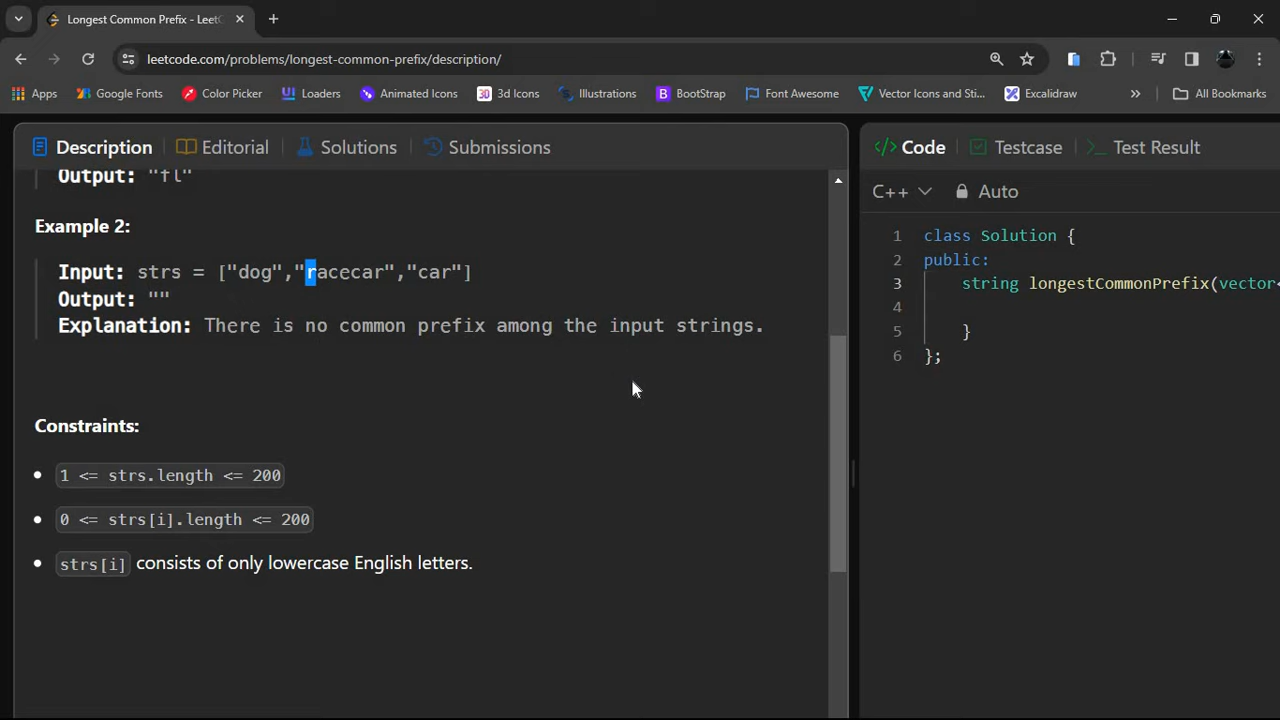 Longest Common Prefix - LeetC
leetcode.com/problems/longest-common-prefix/description/
Apps Google Fonts Color Picker Loaders Animated Icons 3d Icons Illustrations BootStrap Font Awesome Vector Icons and Sti... Excalidraw » All Bookmarks
Description Editorial Solutions Submissions
Output: "fl"
Example 2:
Input: strs = ["dog","racecar","car"]
Output: ""
Explanation: There is no common prefix among the input strings.
Constraints:
1 <= strs.length <= 200
0 <= strs[i].length <= 200
strs[i] consists of only lowercase English letters.
Code Testcase Test Result
C++ Auto
1 class Solution {
2 public:
3 string longestCommonPrefix(vector<
4
5 }
6 };